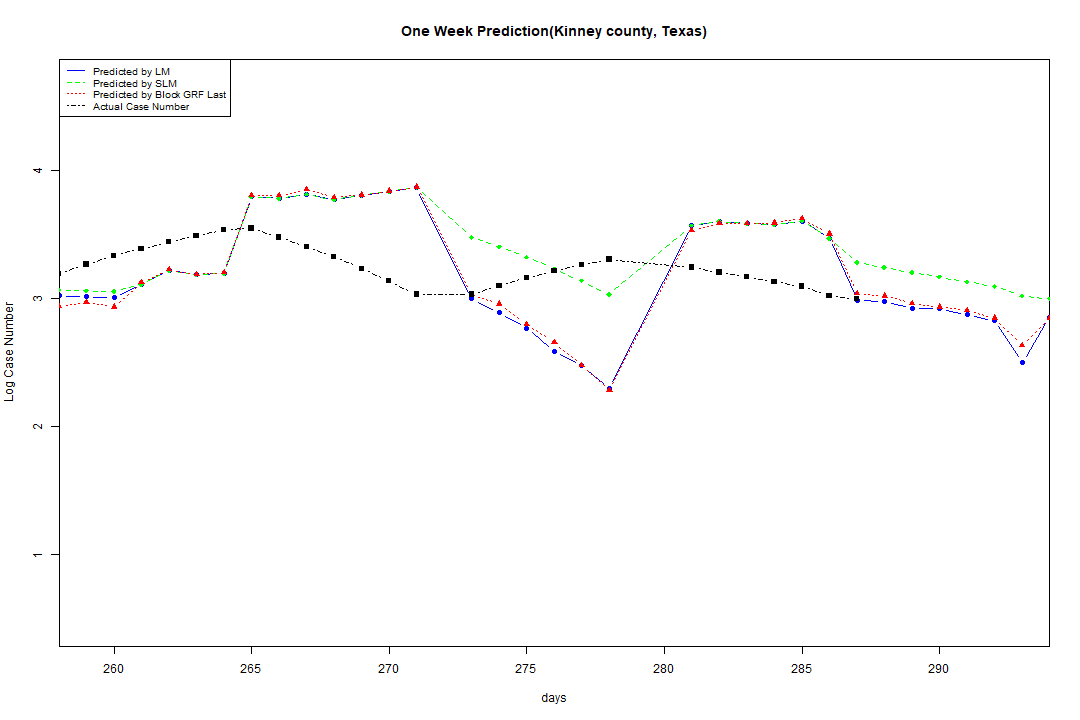 One Week Prediction(Kinney county, Texas)
Predicted by LM
Predicted by SLM
Predicted by Block GRF Last
Actual Case Number
4
3
2
1
Log Case Number
260 265 270 275 280 285 290
days